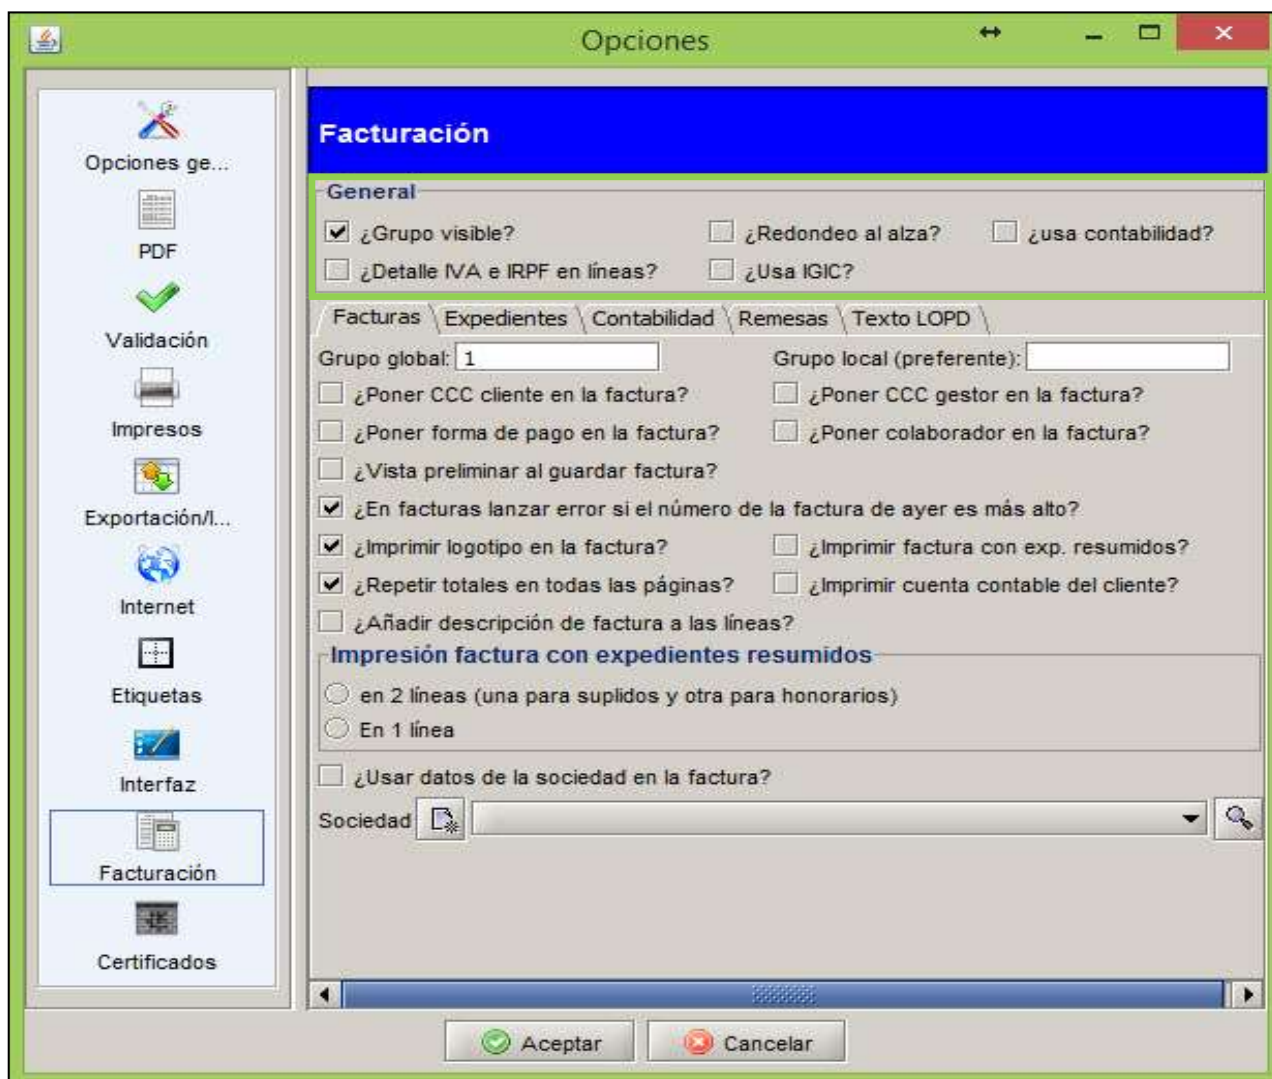 Opciones
Opciones ge...
PDF
Validación
Impresos
Exportación/I...
Internet
Etiquetas
Interfaz
Facturación
Certificados
Facturación
General
¿Grupo visible? ¿Redondeo al alza? ¿usa contabilidad?
¿Detalle IVA e IRPF en líneas? ¿Usa IGIC?
Facturas Expedientes Contabilidad Remesas Texto LOPD
Grupo global: 1 Grupo local (preferente):
¿Poner CCC cliente en la factura? ¿Poner CCC gestor en la factura?
¿Poner forma de pago en la factura? ¿Poner colaborador en la factura?
¿Vista preliminar al guardar factura?
¿En facturas lanzar error si el número de la factura de ayer es más alto?
¿Imprimir logotipo en la factura? ¿Imprimir factura con exp. resumidos?
¿Repetir totales en todas las páginas? ¿Imprimir cuenta contable del cliente?
¿Añadir descripción de factura a las líneas?
Impresión factura con expedientes resumidos
en 2 líneas (una para suplidos y otra para honorarios)
En 1 línea
¿Usar datos de la sociedad en la factura?
Sociedad
Aceptar Cancelar